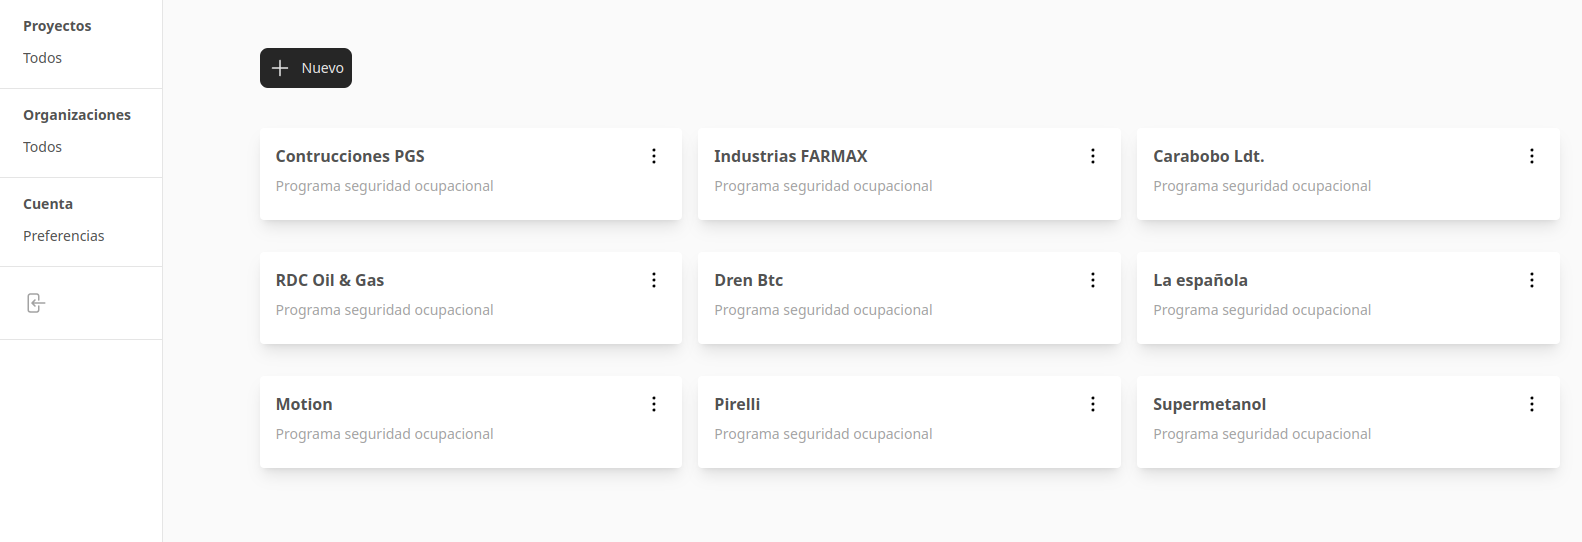 Proyectos
Todos
Organizaciones
Todos
Cuenta
Preferencias
Nuevo
Contrucciones PGS
Programa seguridad ocupacional
Industrias FARMAX
Programa seguridad ocupacional
Carabobo Ldt.
Programa seguridad ocupacional
RDC Oil & Gas
Programa seguridad ocupacional
Dren Btc
Programa seguridad ocupacional
La española
Programa seguridad ocupacional
Motion
Programa seguridad ocupacional
Pirelli
Programa seguridad ocupacional
Supermetanol
Programa seguridad ocupacional